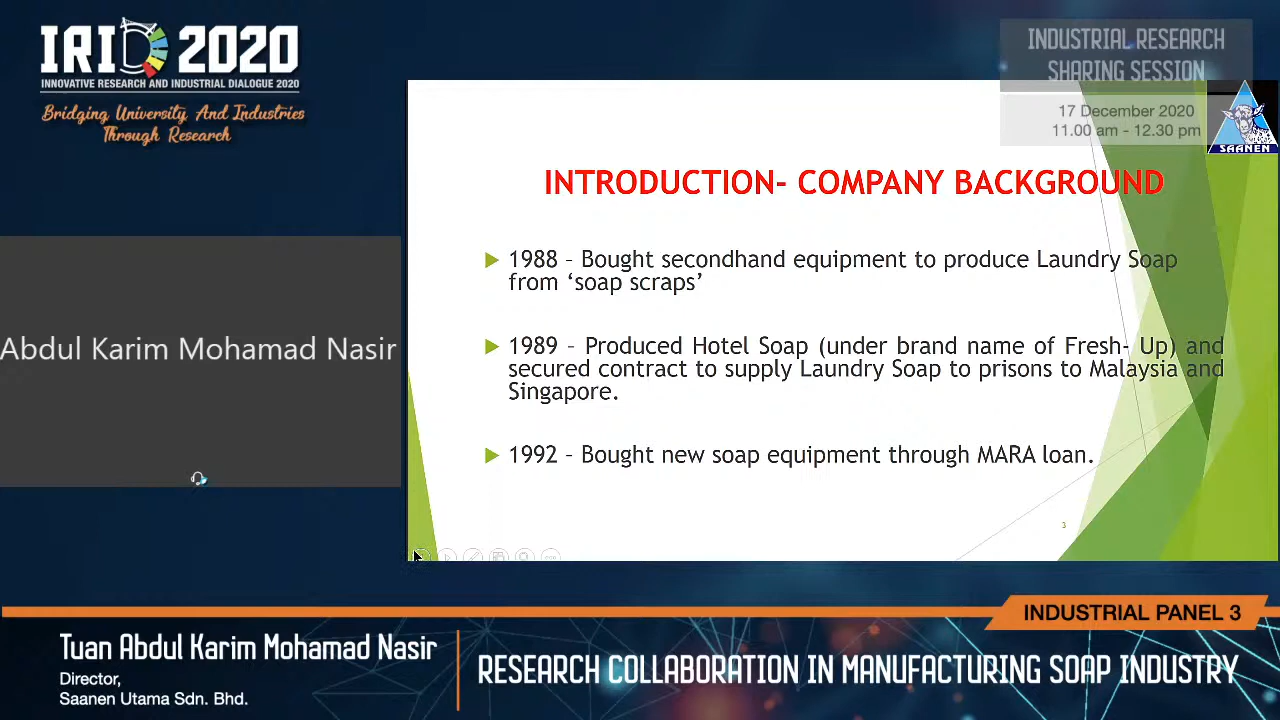 IRID 2020
INNOVATIVE RESEARCH AND INDUSTRIAL DIALOGUE 2020
Bridging University And Industries
Through Research
INDUSTRIAL RESEARCH
SHARING SESSION
17 December 2020
11.00 am - 12.30 pm
SAANEN
INTRODUCTION- COMPANY BACKGROUND
1988 – Bought secondhand equipment to produce Laundry Soap
from ‘soap scraps’
1989 – Produced Hotel Soap (under brand name of Fresh- Up) and
secured contract to supply Laundry Soap to prisons to Malaysia and
Singapore.
1992 – Bought new soap equipment through MARA loan.
3
Abdul Karim Mohamad Nasir
INDUSTRIAL PANEL 3
Tuan Abdul Karim Mohamad Nasir
Director,
Saanen Utama Sdn. Bhd.
RESEARCH COLLABORATION IN MANUFACTURING SOAP INDUSTRY